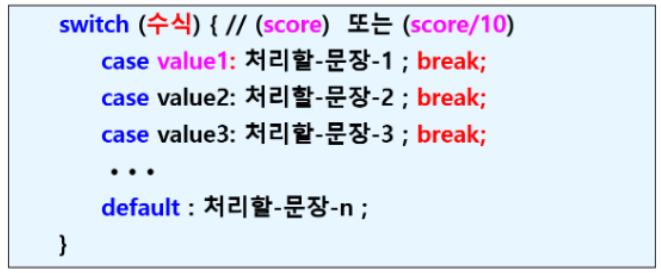 switch (수식) { // (score)  또는 (score/10)
case value1: 처리할-문장-1 ; break;
case value2: 처리할-문장-2 ; break;
case value3: 처리할-문장-3 ; break;
• • •
default : 처리할-문장-n ;
}